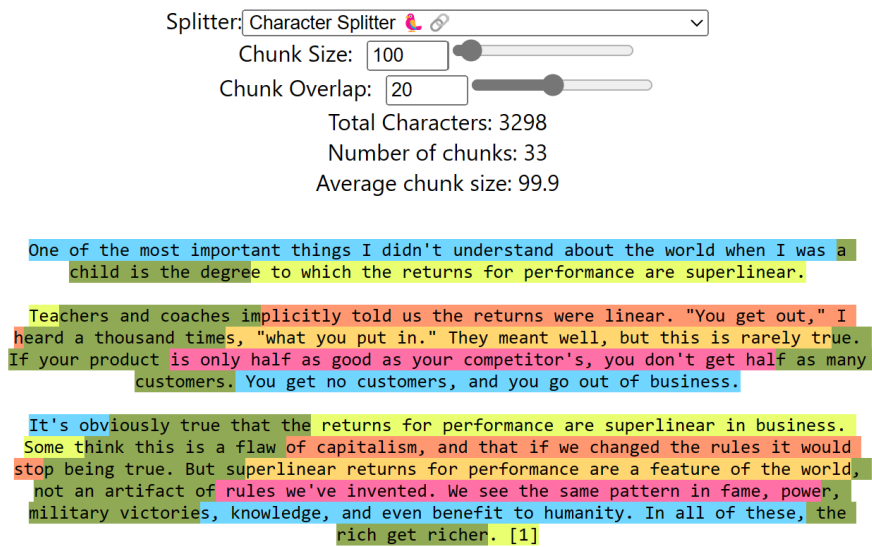 Splitter: Character Splitter 🦜 🔗
Chunk Size: 100
Chunk Overlap: 20
Total Characters: 3298
Number of chunks: 33
Average chunk size: 99.9
One of the most important things I didn't understand about the world when I was a
child is the degree to which the returns for performance are superlinear.
Teachers and coaches implicitly told us the returns were linear. "You get out," I
heard a thousand times, "what you put in." They meant well, but this is rarely true.
If your product is only half as good as your competitor's, you don't get half as many
customers. You get no customers, and you go out of business.
It's obviously true that the returns for performance are superlinear in business.
Some think this is a flaw of capitalism, and that if we changed the rules it would
stop being true. But superlinear returns for performance are a feature of the world,
not an artifact of rules we've invented. We see the same pattern in fame, power,
military victories, knowledge, and even benefit to humanity. In all of these, the
rich get richer. [1]